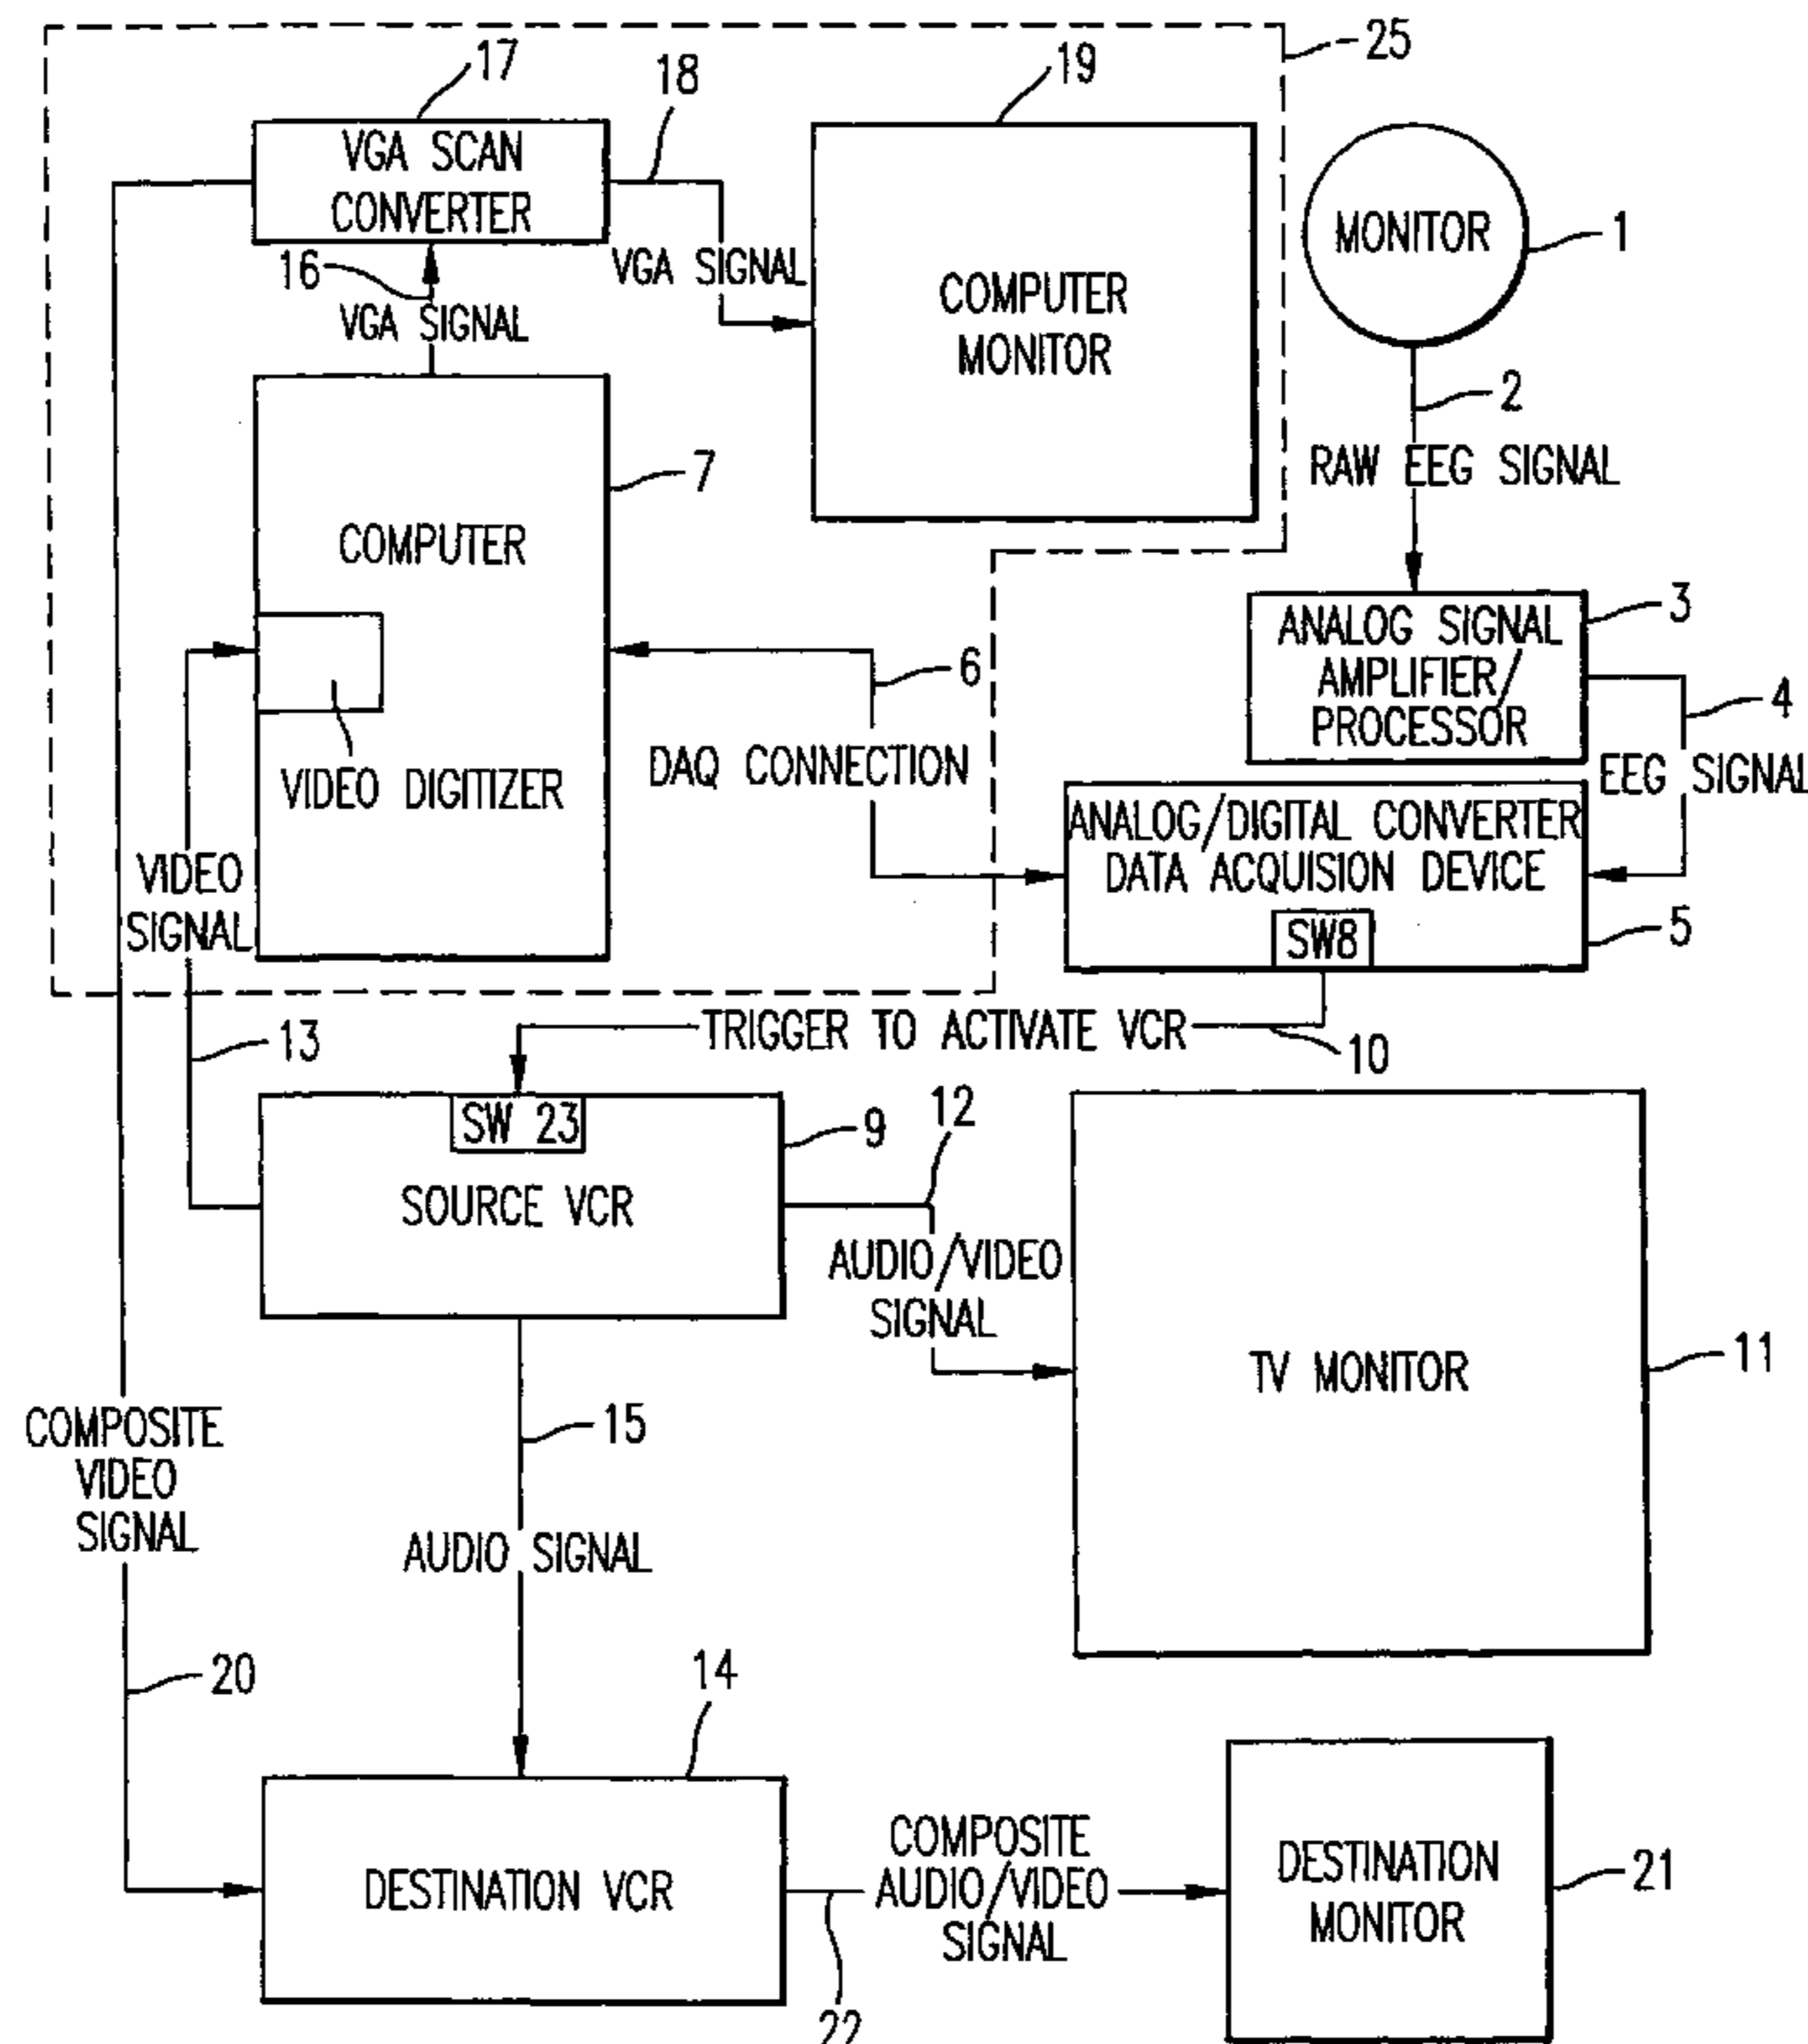 25
17
18
19
VGA SCAN
CONVERTER
MONITOR
1
16
VGA SIGNAL
VGA SIGNAL
COMPUTER
MONITOR
2
RAW EEG SIGNAL
7
COMPUTER
3
ANALOG SIGNAL
AMPLIFIER/
PROCESSOR
6
4
EEG SIGNAL
VIDEO DIGITIZER
DAQ CONNECTION
ANALOG/DIGITAL CONVERTER
DATA ACQUISION DEVICE
SW8
5
VIDEO
SIGNAL
TRIGGER TO ACTIVATE VCR
10
13
SW 23
9
12
SOURCE VCR
AUDIO/VIDEO
SIGNAL
TV MONITOR
11
COMPOSITE
VIDEO
SIGNAL
15
AUDIO SIGNAL
20
14
DESTINATION VCR
COMPOSITE
AUDIO/VIDEO
SIGNAL
DESTINATION
MONITOR
21
22